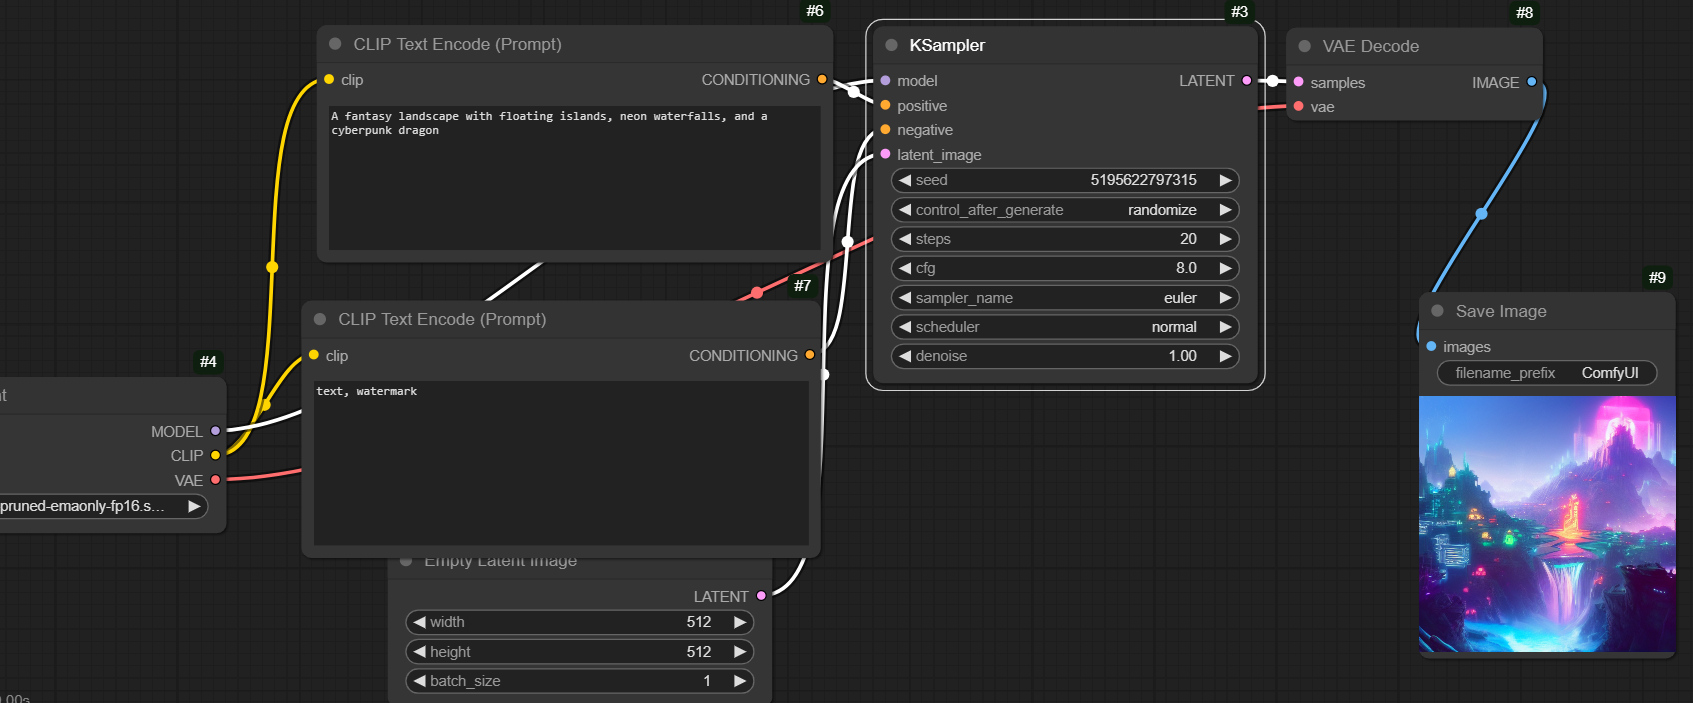 #6
CLIP Text Encode (Prompt)
clip
CONDITIONING
A fantasy landscape with floating islands, neon waterfalls, and a
cyberpunk dragon
#7
CLIP Text Encode (Prompt)
clip
CONDITIONING
text, watermark
#4
MODEL
CLIP
VAE
pruned-emaonly-fp16.s...
Empty Latent Image
LATENT
width 512
height 512
batch_size 1
#3
KSampler
model LATENT
positive
negative
latent_image
seed 5195622797315
control_after_generate randomize
steps 20
cfg 8.0
sampler_name euler
scheduler normal
denoise 1.00
#8
VAE Decode
samples IMAGE
vae
#9
Save Image
images
filename_prefix ComfyUI